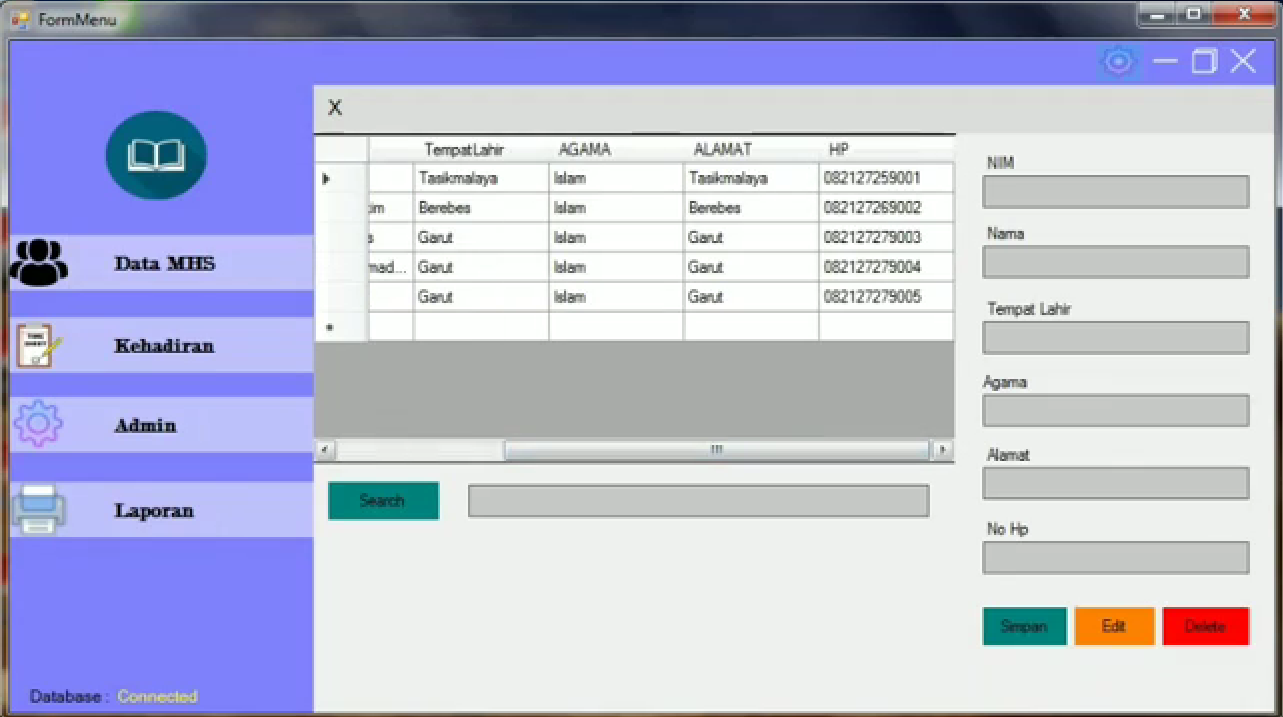 FormMenu
X
TempatLahir AGAMA ALAMAT HP
Tasikmalaya Islam Tasikmalaya 082127259001
Berebes Islam Berebes 082127269002
Garut Islam Garut 082127279003
Garut Islam Garut 082127279004
Garut Islam Garut 082127279005
Search
NIM
Nama
Tempat Lahir
Agama
Alamat
No Hp
Simpan Edit Delete
Data MHS
Kehadiran
Admin
Laporan
Database : Connected